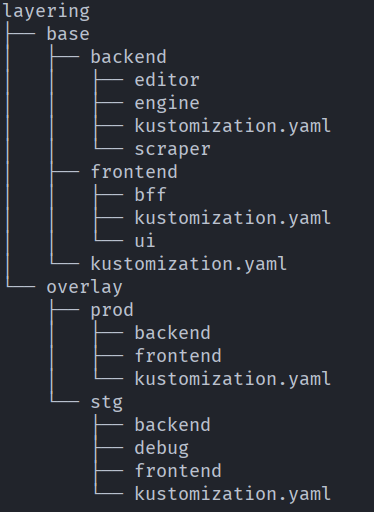 layering
├── base
│   ├── backend
│   │   ├── editor
│   │   ├── engine
│   │   ├── kustomization.yaml
│   │   └── scraper
│   ├── frontend
│   │   ├── bff
│   │   ├── kustomization.yaml
│   │   └── ui
│   └── kustomization.yaml
└── overlay
    ├── prod
    │   ├── backend
    │   ├── frontend
    │   └── kustomization.yaml
    └── stg
        ├── backend
        ├── debug
        ├── frontend
        └── kustomization.yaml